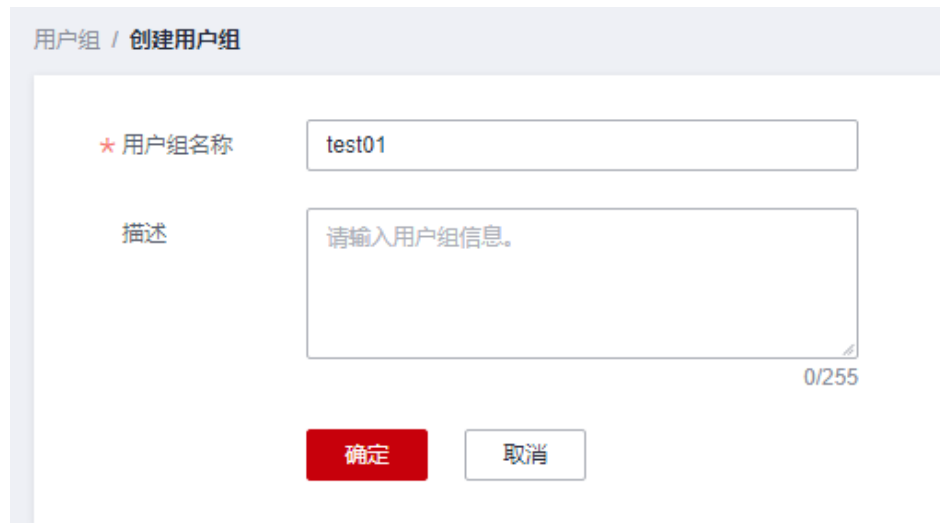 用户组 / 创建用户组
* 用户组名称 test01
描述 请输入用户组信息。
0/255
确定 取消